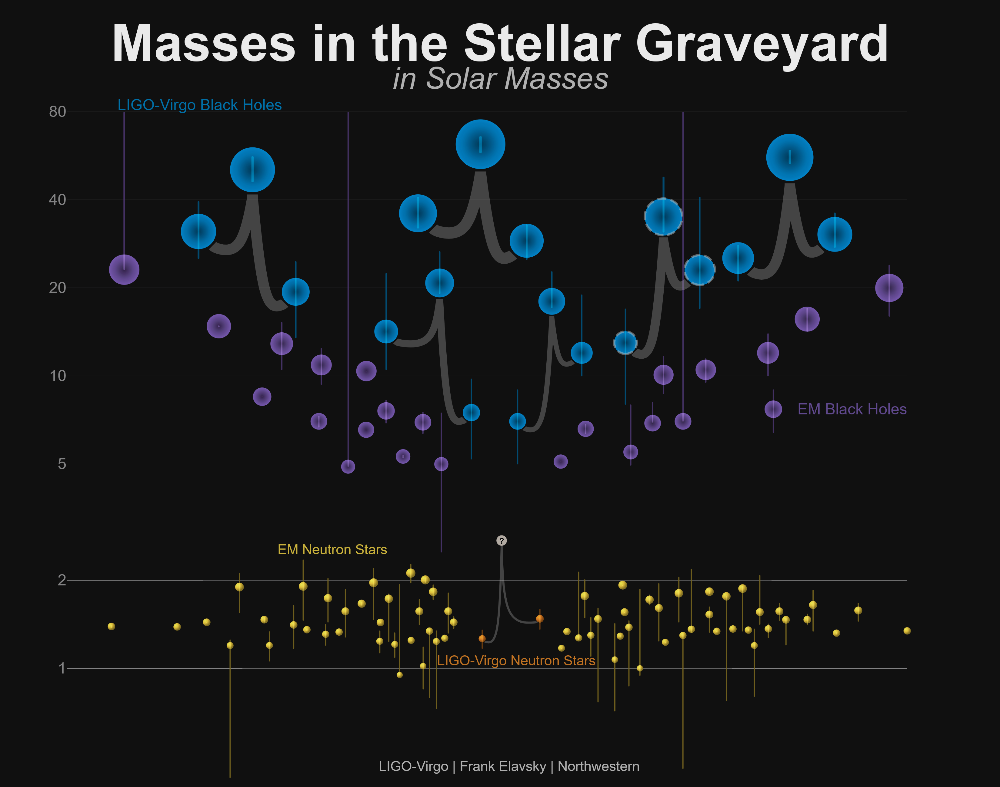 Masses in the Stellar Graveyard
in Solar Masses
LIGO-Virgo Black Holes
80
40
20
10
EM Black Holes
5
?
EM Neutron Stars
2
LIGO-Virgo Neutron Stars
1
LIGO-Virgo | Frank Elavsky | Northwestern